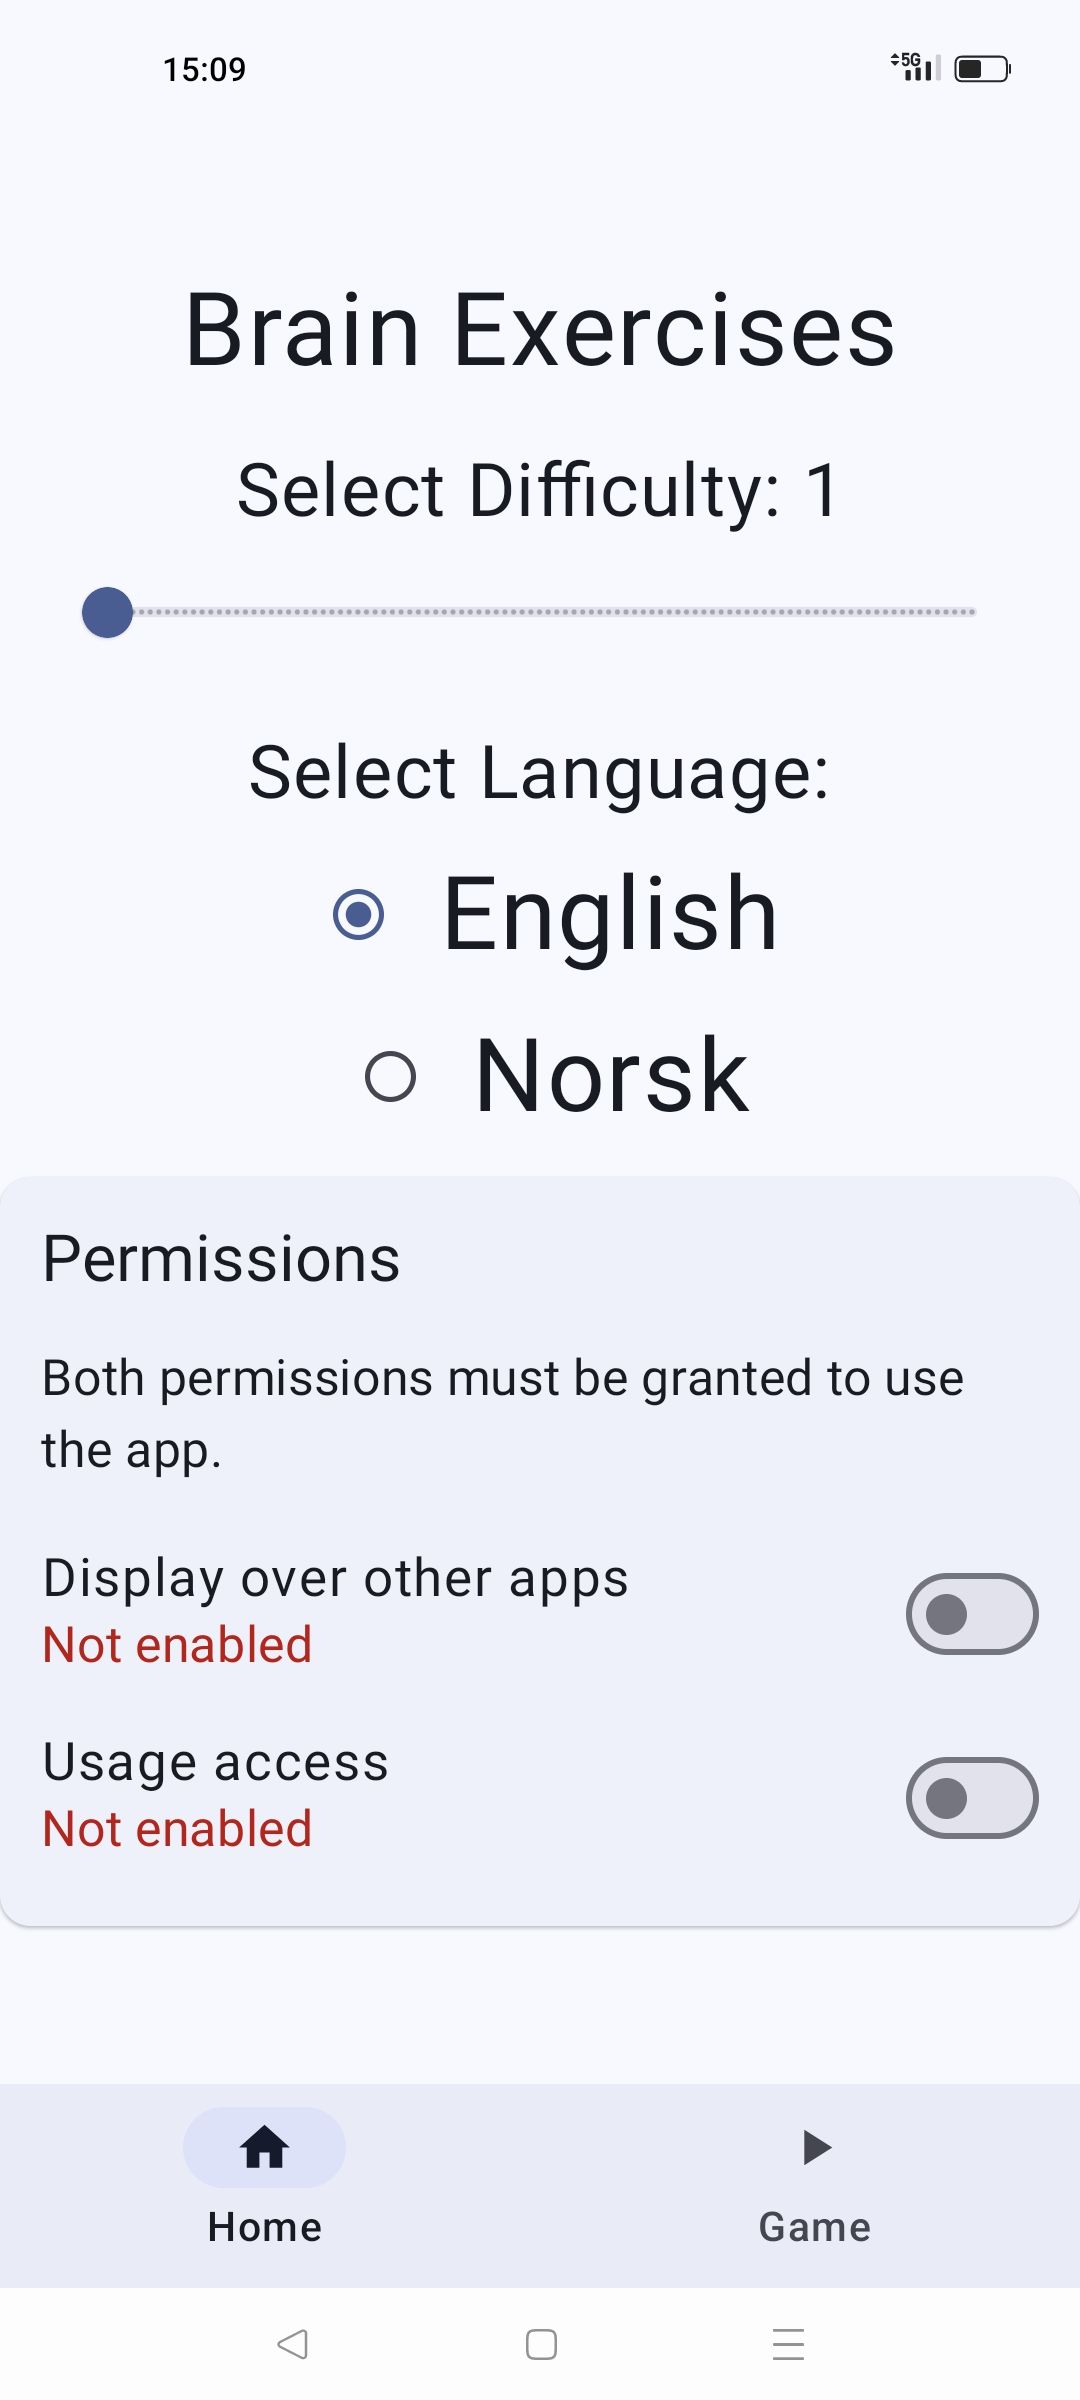 15:09
5G
Brain Exercises
Select Difficulty: 1
Select Language:
English
Norsk
Permissions
Both permissions must be granted to use
the app.
Display over other apps
Not enabled
Usage access
Not enabled
Home
Game